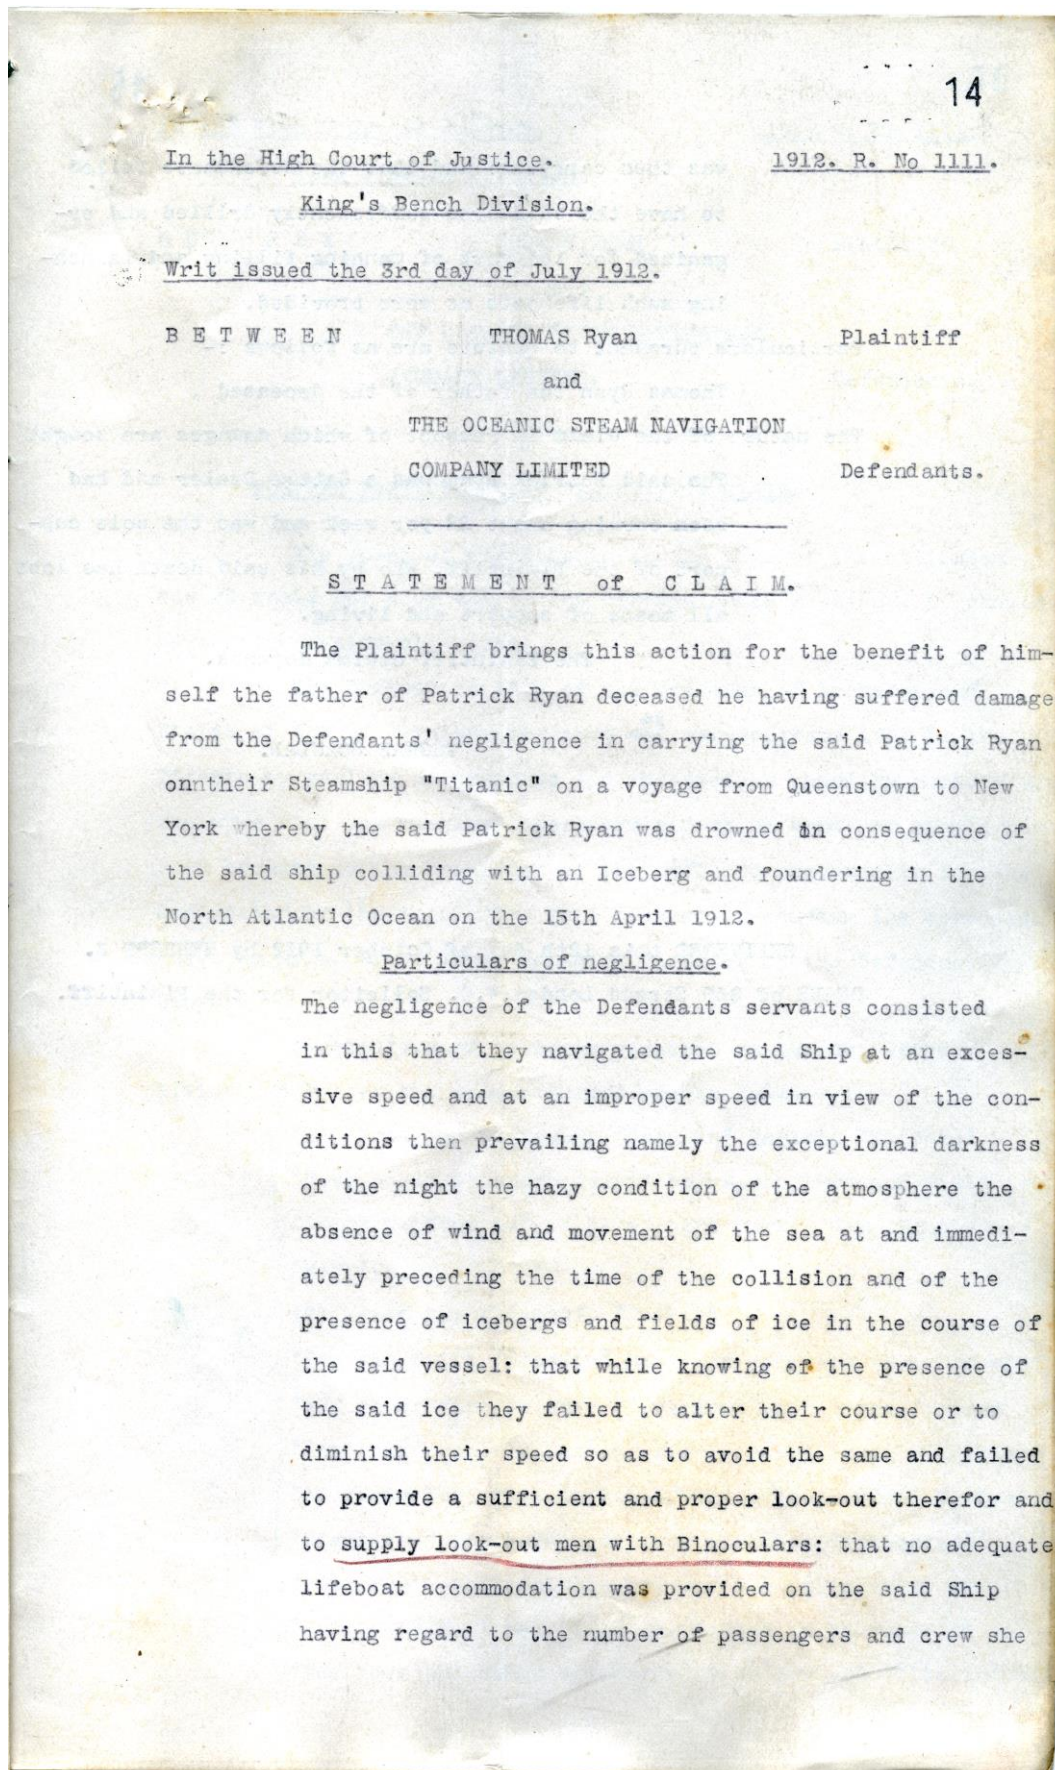 14
In the High Court of Justice. 1912. R. No 1111.
King's Bench Division.
Writ issued the 3rd day of July 1912.
B E T W E E N THOMAS Ryan Plaintiff
and
THE OCEANIC STEAM NAVIGATION
COMPANY LIMITED Defendants.
S T A T E M E N T of C L A I M.
The Plaintiff brings this action for the benefit of him-
self the father of Patrick Ryan deceased he having suffered damage
from the Defendants' negligence in carrying the said Patrick Ryan
onntheir Steamship "Titanic" on a voyage from Queenstown to New
York whereby the said Patrick Ryan was drowned in consequence of
the said ship colliding with an Iceberg and foundering in the
North Atlantic Ocean on the 15th April 1912.
Particulars of negligence.
The negligence of the Defendants servants consisted
in this that they navigated the said Ship at an exces-
sive speed and at an improper speed in view of the con-
ditions then prevailing namely the exceptional darkness
of the night the hazy condition of the atmosphere the
absence of wind and movement of the sea at and immedi-
ately preceding the time of the collision and of the
presence of icebergs and fields of ice in the course of
the said vessel: that while knowing of the presence of
the said ice they failed to alter their course or to
diminish their speed so as to avoid the same and failed
to provide a sufficient and proper look-out therefor and
to supply look-out men with Binoculars: that no adequate
lifeboat accommodation was provided on the said Ship
having regard to the number of passengers and crew she